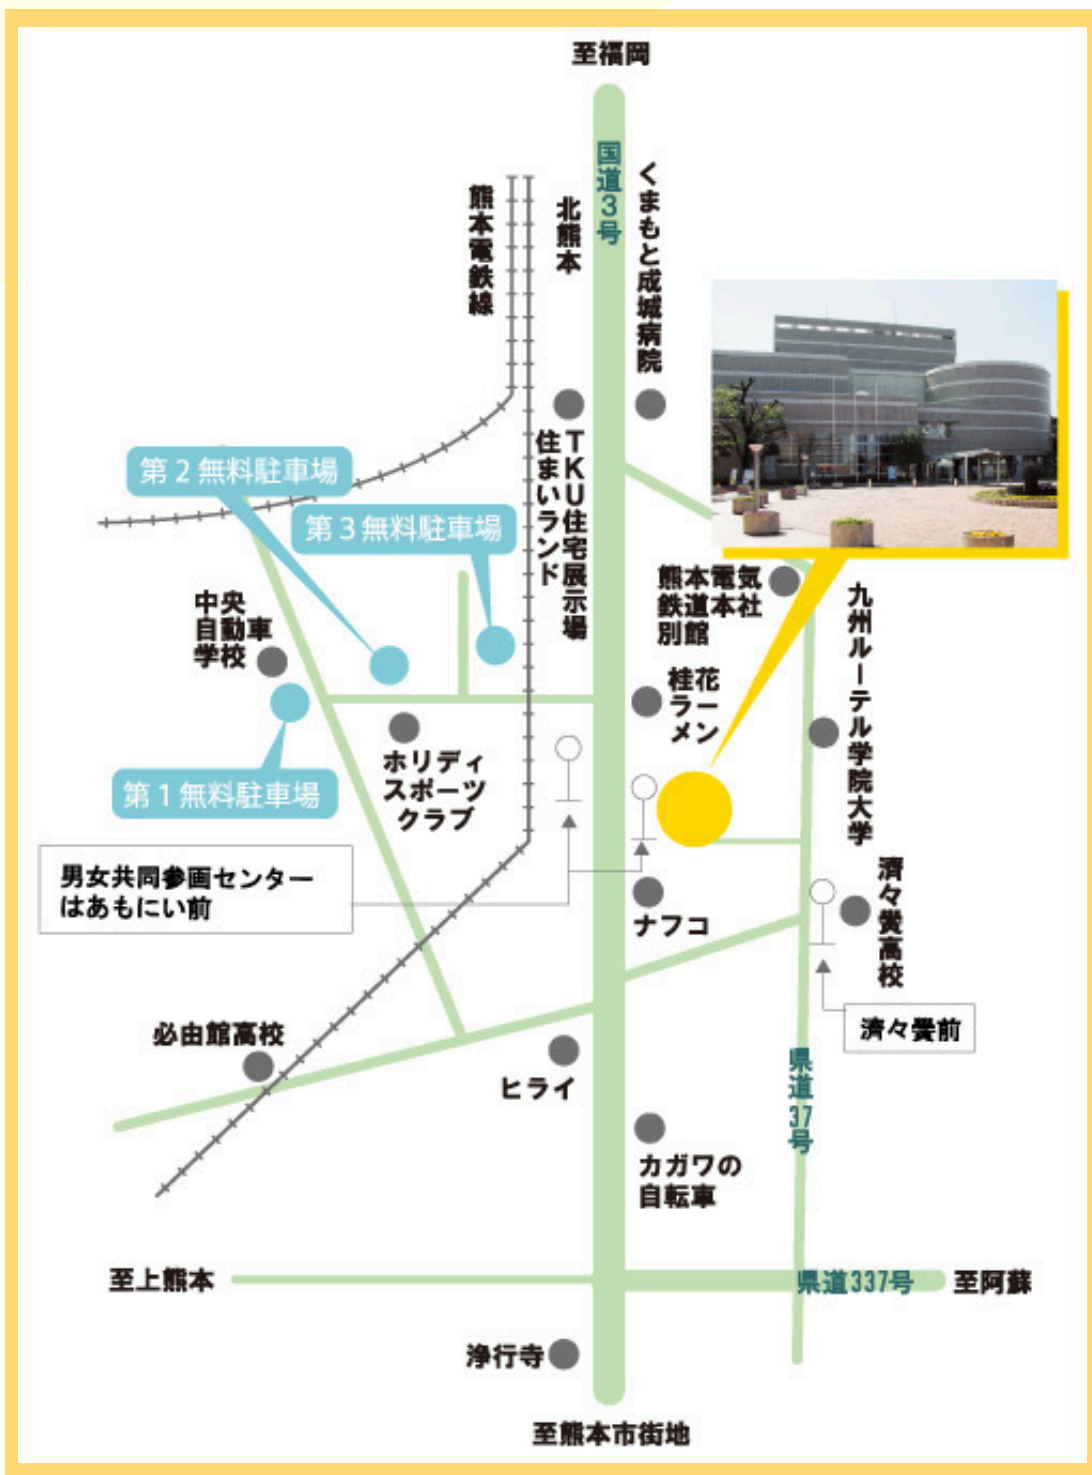 至福岡
国道3号
くまもと成城病院
北熊本
熊本電鉄線
TKU住宅展示場
住まいランド
第2無料駐車場
第3無料駐車場
中央
自動車
学校
熊本電気
鉄道本社
別館
九州ルーテル学院大学
桂花
ラー
メン
ホリディ
スポーツ
クラブ
第1無料駐車場
男女共同参画センター
はあもにい前
ナフコ
済々黌高校
済々黌前
必由館高校
ヒライ
県道37号
カガワの
自転車
至上熊本
県道337号
至阿蘇
浄行寺
至熊本市街地